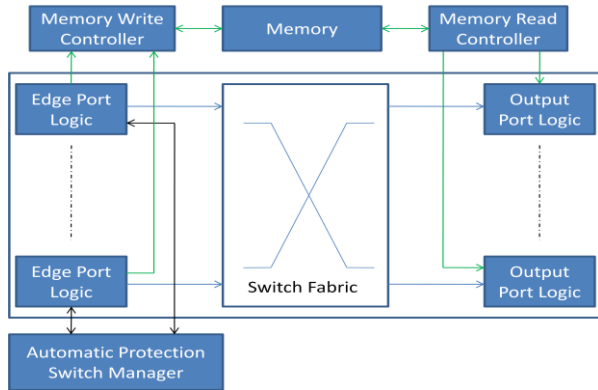 Memory Write
Controller
Memory
Memory Read
Controller
Edge Port
Logic
Output
Port Logic
Edge Port
Logic
Switch Fabric
Output
Port Logic
Automatic Protection
Switch Manager